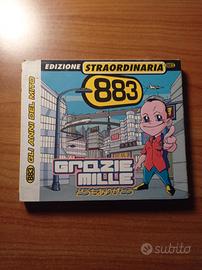 EDIZIONE STRAORDINARIA
883
GRAZIE
MILLE
883 GLI ANNI DEL MITO
subito